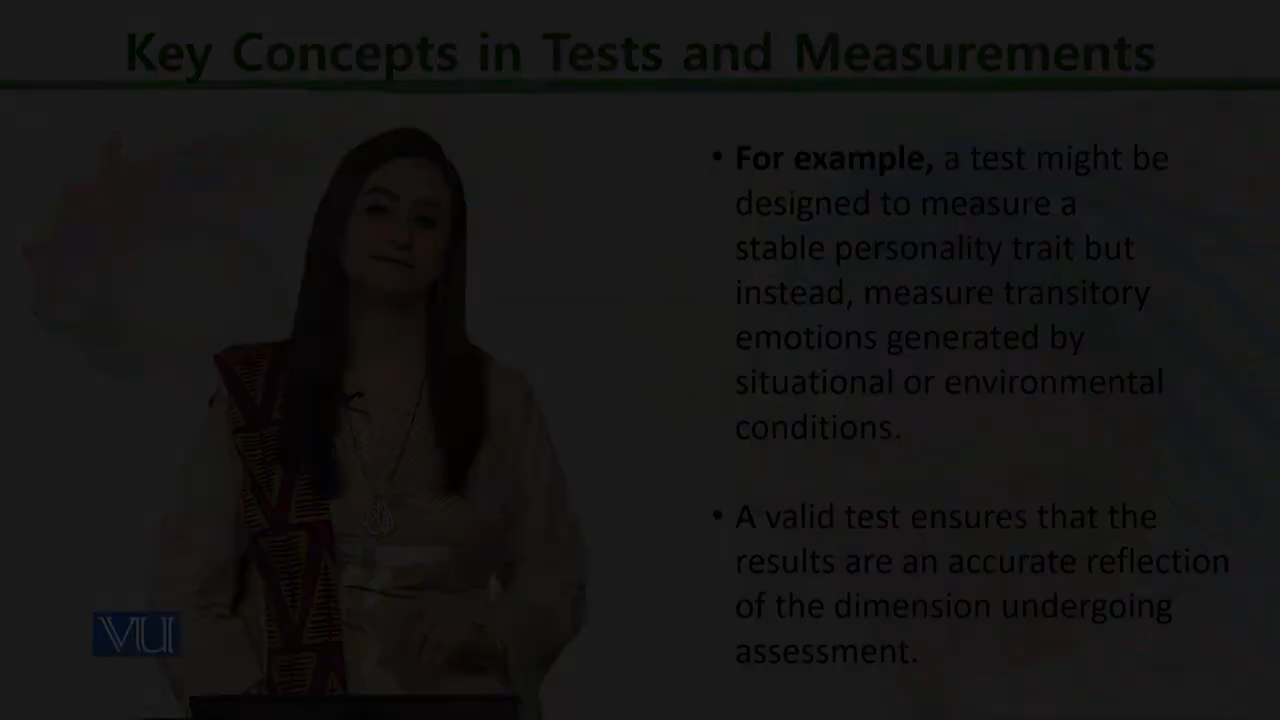 Key Concepts in Tests and Measurements
• For example, a test might be
designed to measure a
stable personality trait but
instead, measure transitory
emotions generated by
situational or environmental
conditions.
• A valid test ensures that the
results are an accurate reflection
of the dimension undergoing
assessment.
VU